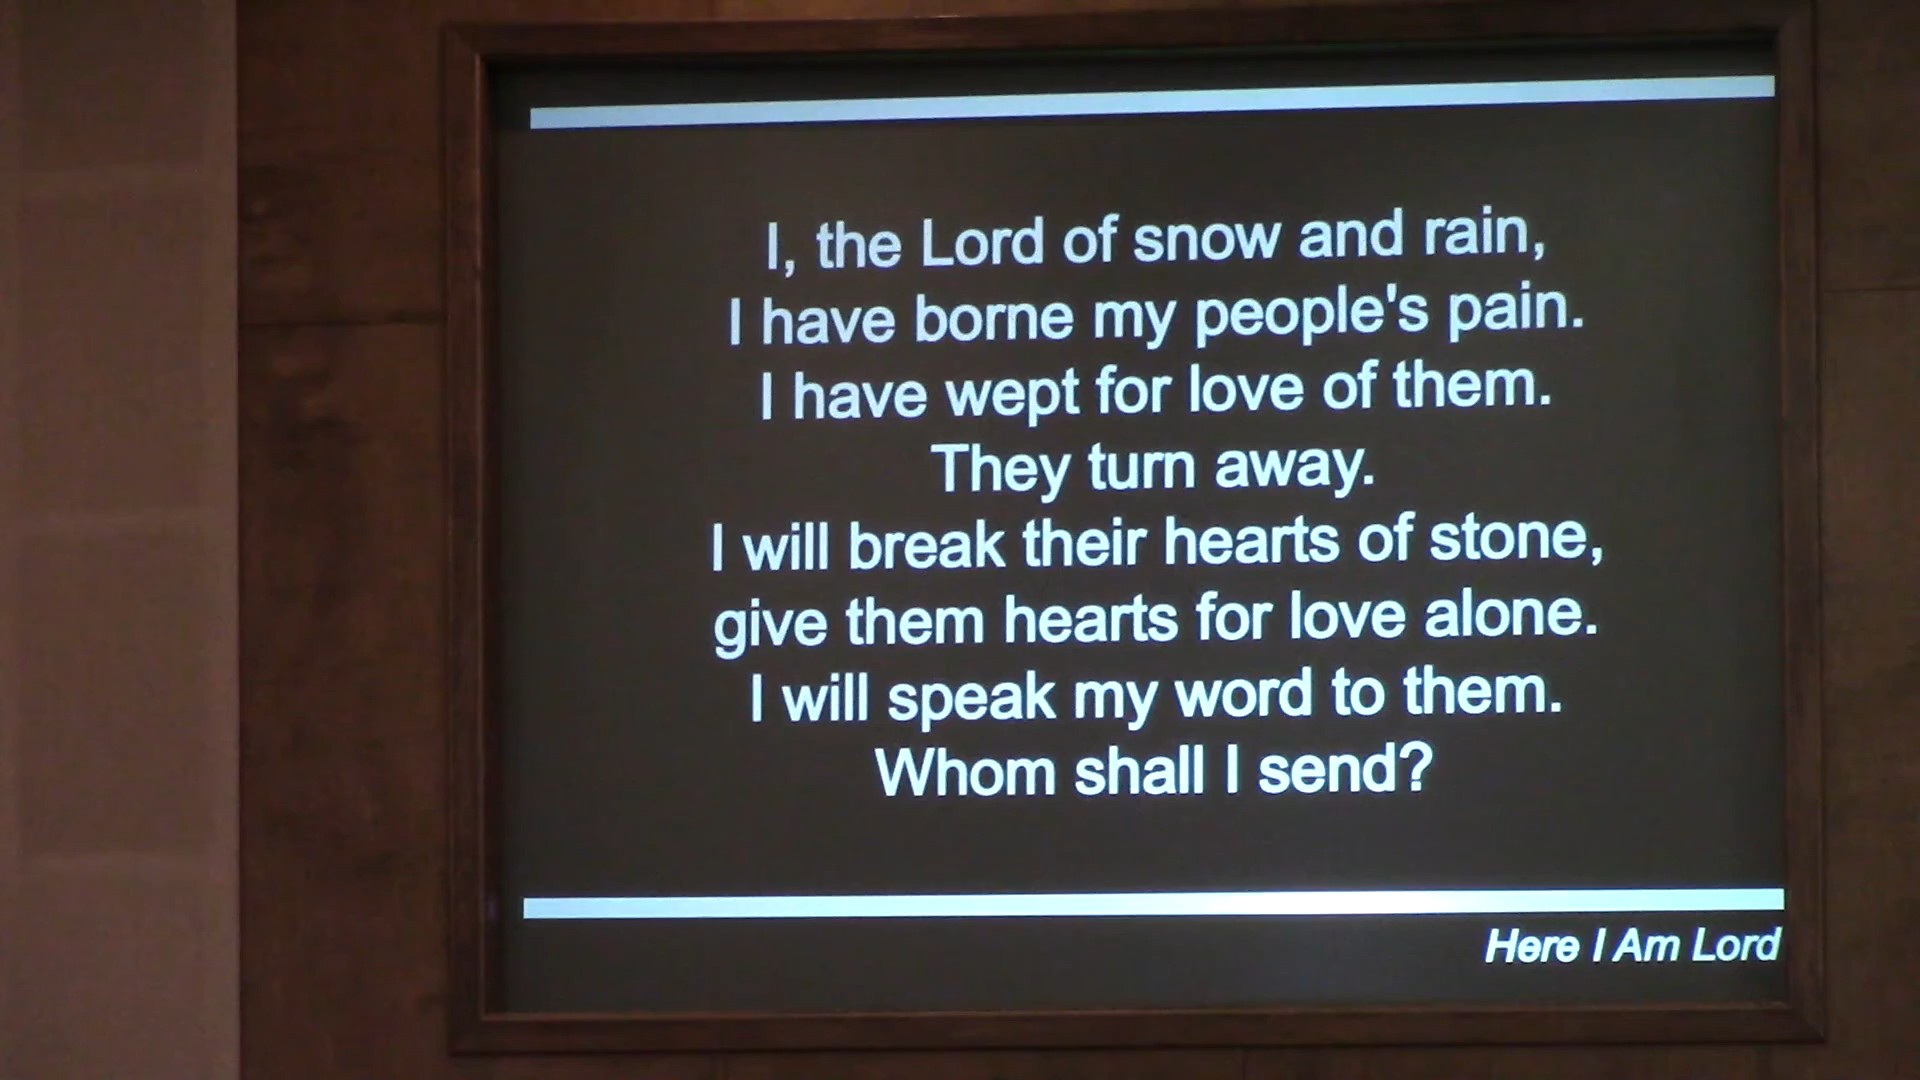 I, the Lord of snow and rain,
I have borne my people's pain.
I have wept for love of them.
They turn away.
I will break their hearts of stone,
give them hearts for love alone.
I will speak my word to them.
Whom shall I send?
Here I Am Lord